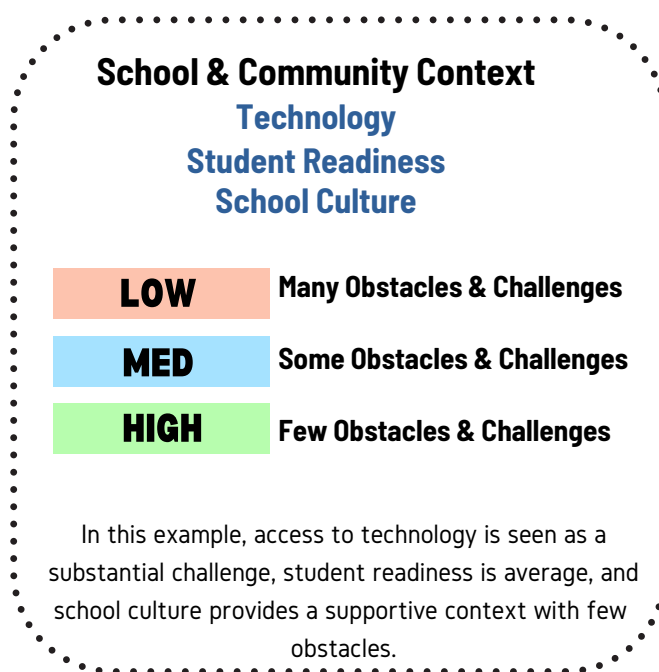 School & Community Context
Technology
Student Readiness
School Culture
LOW Many Obstacles & Challenges
MED Some Obstacles & Challenges
HIGH Few Obstacles & Challenges
In this example, access to technology is seen as a
substantial challenge, student readiness is average, and
school culture provides a supportive context with few
obstacles.